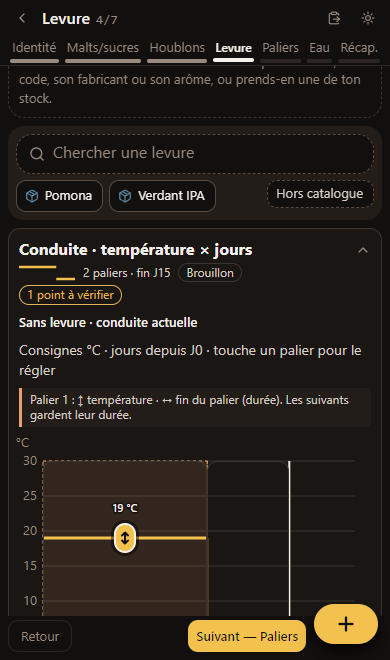 Levure 4/7
Identité Malts/sucres Houblons Levure Paliers Eau Récap.
code, son fabricant ou son arôme, ou prends-en une de ton
stock.
Chercher une levure
Pomona Verdant IPA Hors catalogue
Conduite · température × jours
2 paliers · fin J15 Brouillon
1 point à vérifier
Sans levure · conduite actuelle
Consignes °C · jours depuis J0 · touche un palier pour le
régler
Palier 1 : ↕ température · ↔ fin du palier (durée). Les suivants
gardent leur durée.
°C
30
25
19 °C
20
15
10
Retour Suivant — Paliers +